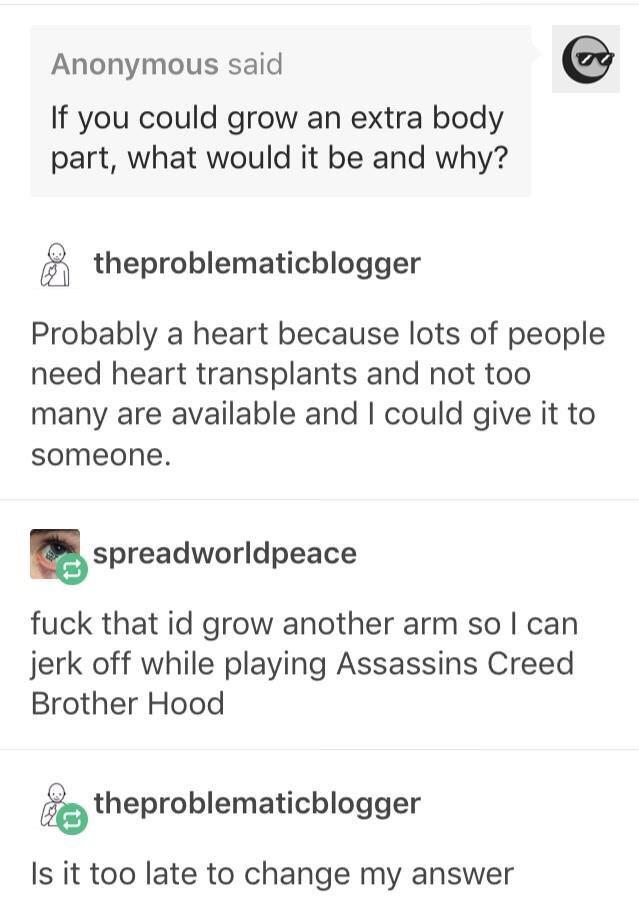 Anonymous said
If you could grow an extra body
part, what would it be and why?
theproblematicblogger
Probably a heart because lots of people
need heart transplants and not too
many are available and I could give it to
someone.
spreadworldpeace
fuck that id grow another arm so I can
jerk off while playing Assassins Creed
Brother Hood
theproblematicblogger
Is it too late to change my answer